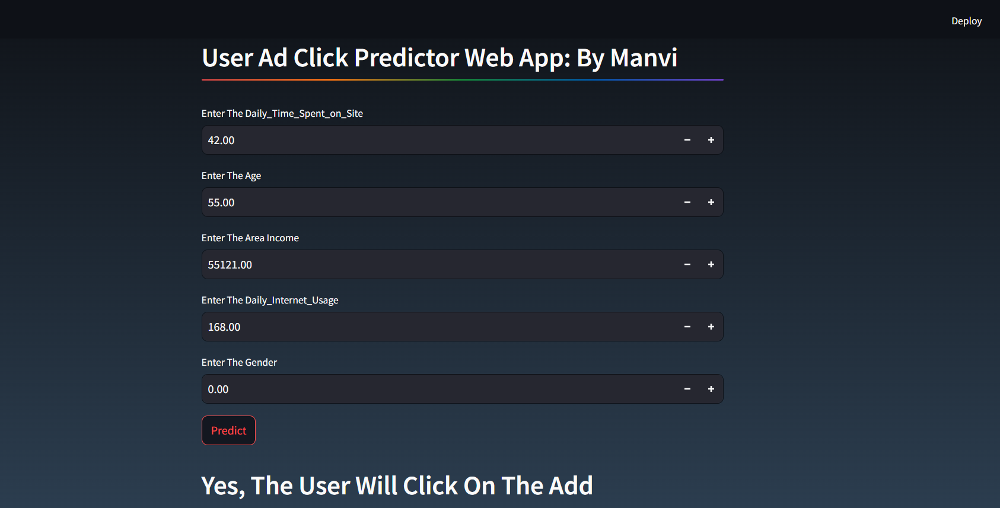 Deploy
User Ad Click Predictor Web App: By Manvi
Enter The Daily_Time_Spent_on_Site
42.00
Enter The Age
55.00
Enter The Area Income
55121.00
Enter The Daily_Internet_Usage
168.00
Enter The Gender
0.00
Predict
Yes, The User Will Click On The Add